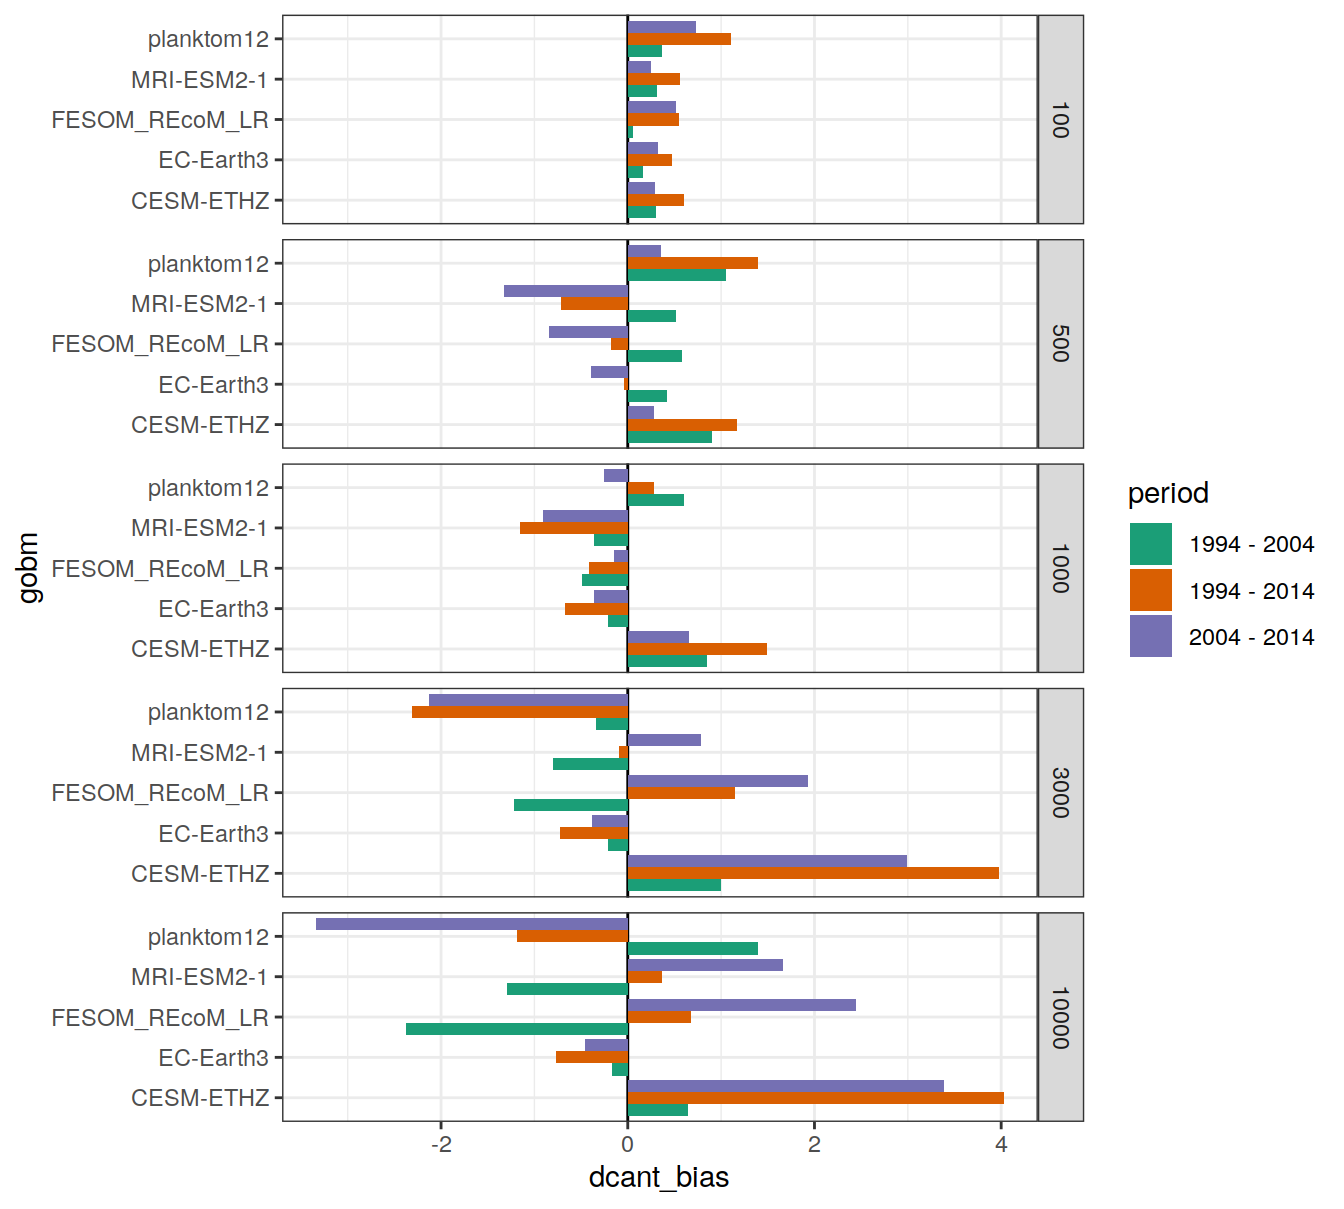 planktom12
MRI-ESM2-1
FESOM_REcoM_LR
EC-Earth3
CESM-ETHZ
100
planktom12
MRI-ESM2-1
FESOM_REcoM_LR
EC-Earth3
CESM-ETHZ
500
planktom12
MRI-ESM2-1
FESOM_REcoM_LR
EC-Earth3
CESM-ETHZ
1000
planktom12
MRI-ESM2-1
FESOM_REcoM_LR
EC-Earth3
CESM-ETHZ
3000
planktom12
MRI-ESM2-1
FESOM_REcoM_LR
EC-Earth3
CESM-ETHZ
10000
-2 0 2 4
dcant_bias
gobm
period
1994 - 2004
1994 - 2014
2004 - 2014